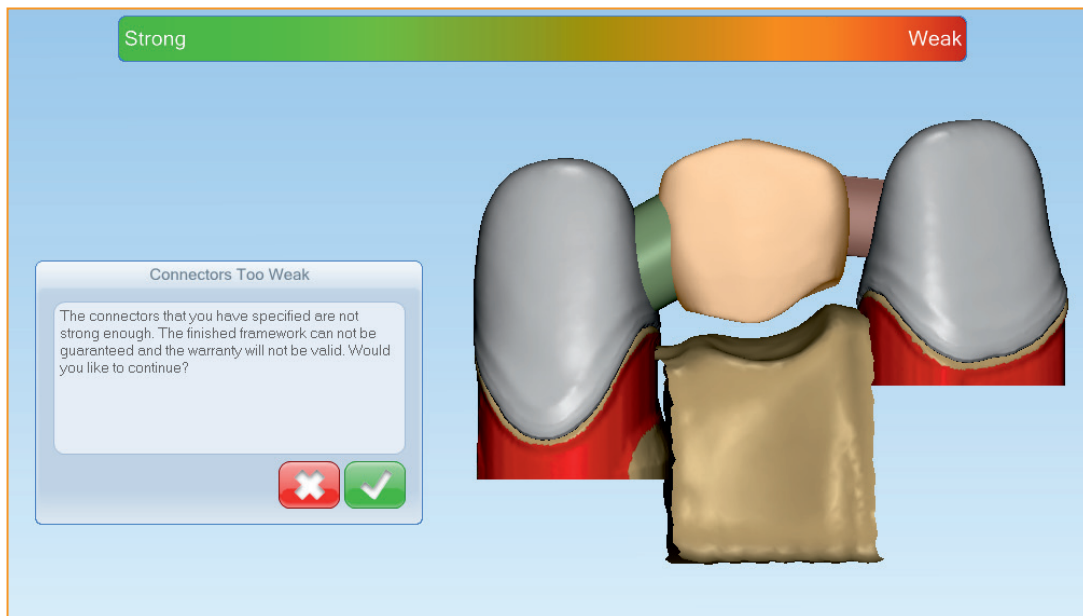 Strong Weak
Connectors Too Weak
The connectors that you have specified are not
strong enough. The finished framework can not be
guaranteed and the warranty will not be valid. Would
you like to continue?